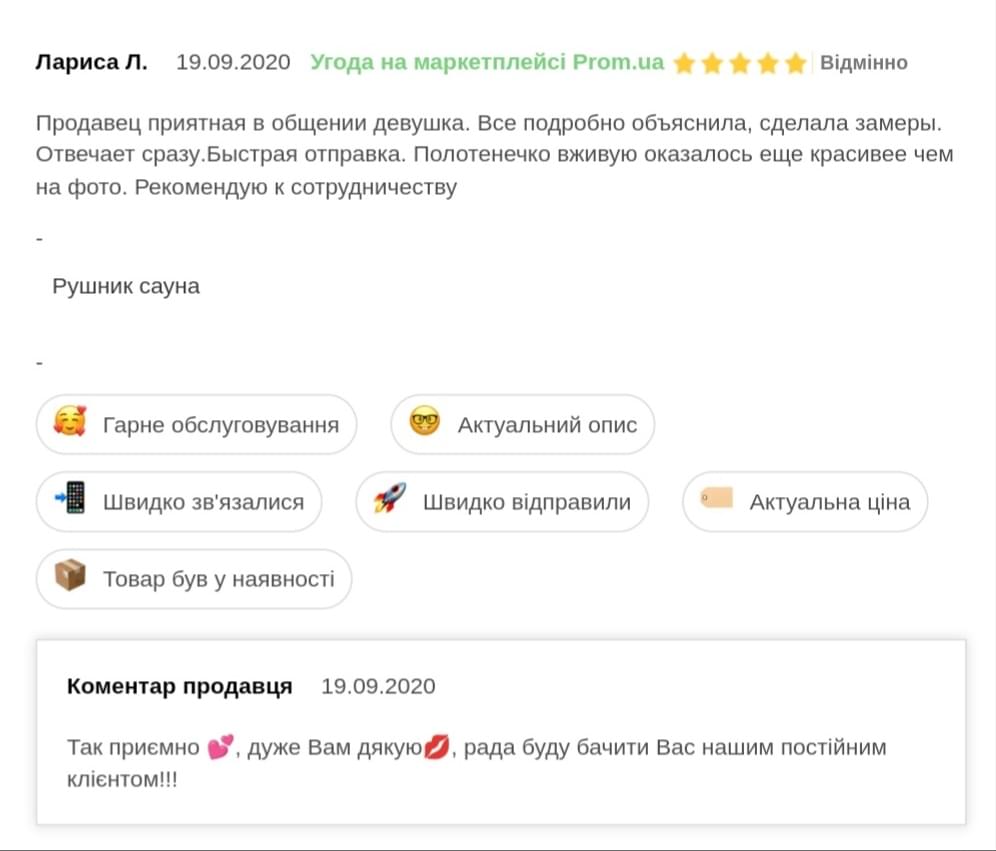 Лариса Л. 19.09.2020 Угода на маркетплейсі Prom.ua ⭐⭐⭐⭐⭐ Відмінно
Продавец приятная в общении девушка. Все подробно объяснила, сделала замеры.
Отвечает сразу.Быстрая отправка. Полотенечко вживую оказалось еще красивее чем
на фото. Рекомендую к сотрудничеству
-
Рушник сауна
-
🥰 Гарне обслуговування 🤓 Актуальний опис
📲 Швидко зв'язалися 🚀 Швидко відправили 🏷 Актуальна ціна
📦 Товар був у наявності
Коментар продавця 19.09.2020
Так приємно 💕, дуже Вам дякую💋, рада буду бачити Вас нашим постійним
клієнтом!!!